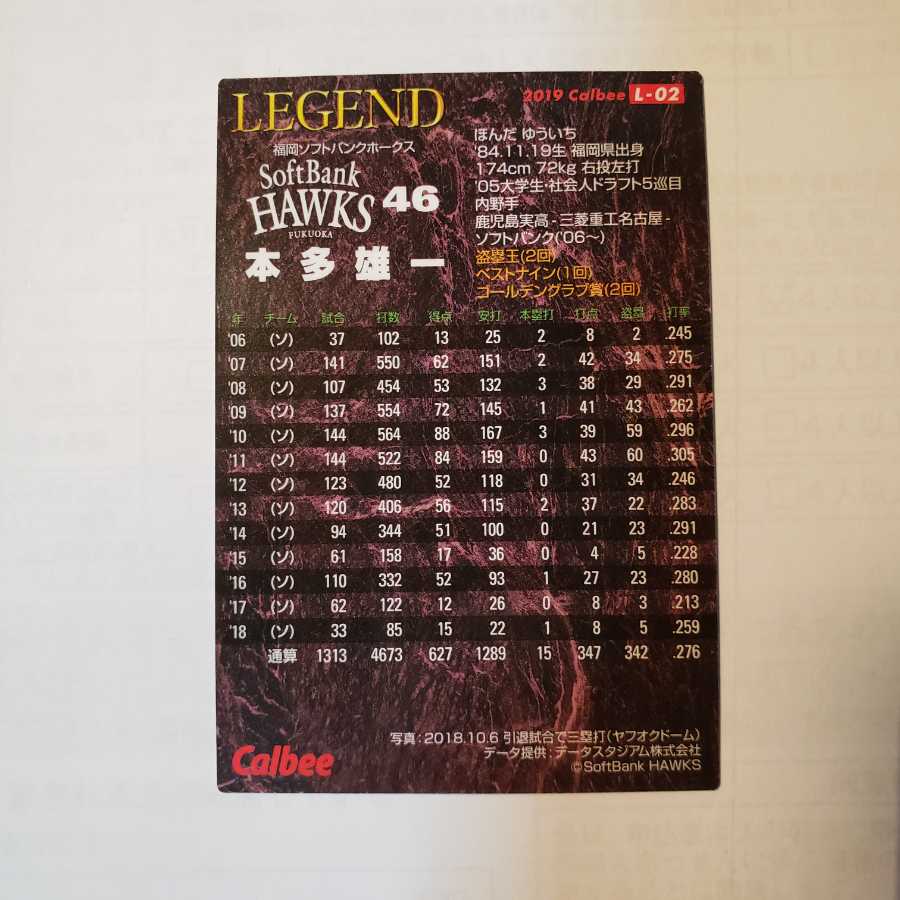 LEGEND
2019 Calbee L-02
福岡ソフトバンクホークス
SoftBank
HAWKS
FUKUOKA
46
本多雄一
ほんだ ゆういち
'84.11.19生 福岡県出身
174cm 72kg 右投左打
'05大学生・社会人ドラフト5巡目
内野手
鹿児島実高-三菱重工名古屋-
ソフトバンク('06〜)
盗塁王(2回)
ベストナイン(1回)
ゴールデングラブ賞(2回)
年 チーム 試合 打数 得点 安打 本塁打 打点 盗塁 打率
'06 (ソ) 37 102 13 25 2 8 2 .245
'07 (ソ) 141 550 62 151 2 42 34 .275
'08 (ソ) 107 454 53 132 3 38 29 .291
'09 (ソ) 137 554 72 145 1 41 43 .262
'10 (ソ) 144 564 88 167 3 39 59 .296
'11 (ソ) 144 522 84 159 0 43 60 .305
'12 (ソ) 123 480 52 118 0 31 34 .246
'13 (ソ) 120 406 56 115 2 37 22 .283
'14 (ソ) 94 344 51 100 0 21 23 .291
'15 (ソ) 61 158 17 36 0 4 5 .228
'16 (ソ) 110 332 52 93 1 27 23 .280
'17 (ソ) 62 122 12 26 0 8 3 .213
'18 (ソ) 33 85 15 22 1 8 5 .259
通算 1313 4673 627 1289 15 347 342 .276
写真:2018.10.6 引退試合で三塁打(ヤフオクドーム)
データ提供:データスタジアム株式会社
©SoftBank HAWKS
Calbee